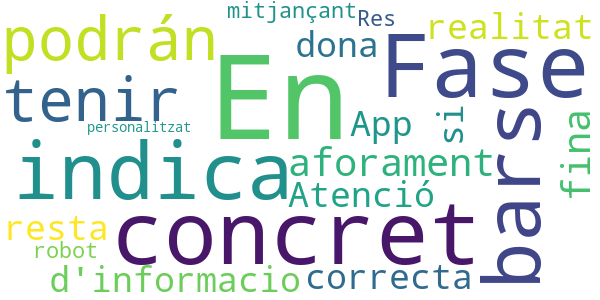 mitjançant
Res
podrán
En
dona
realitat
Fase
tenir
App
si
personalitzat
indica
aforament
Atenció
barsc
fina
resta
concret
robot
d'informacio
correcta